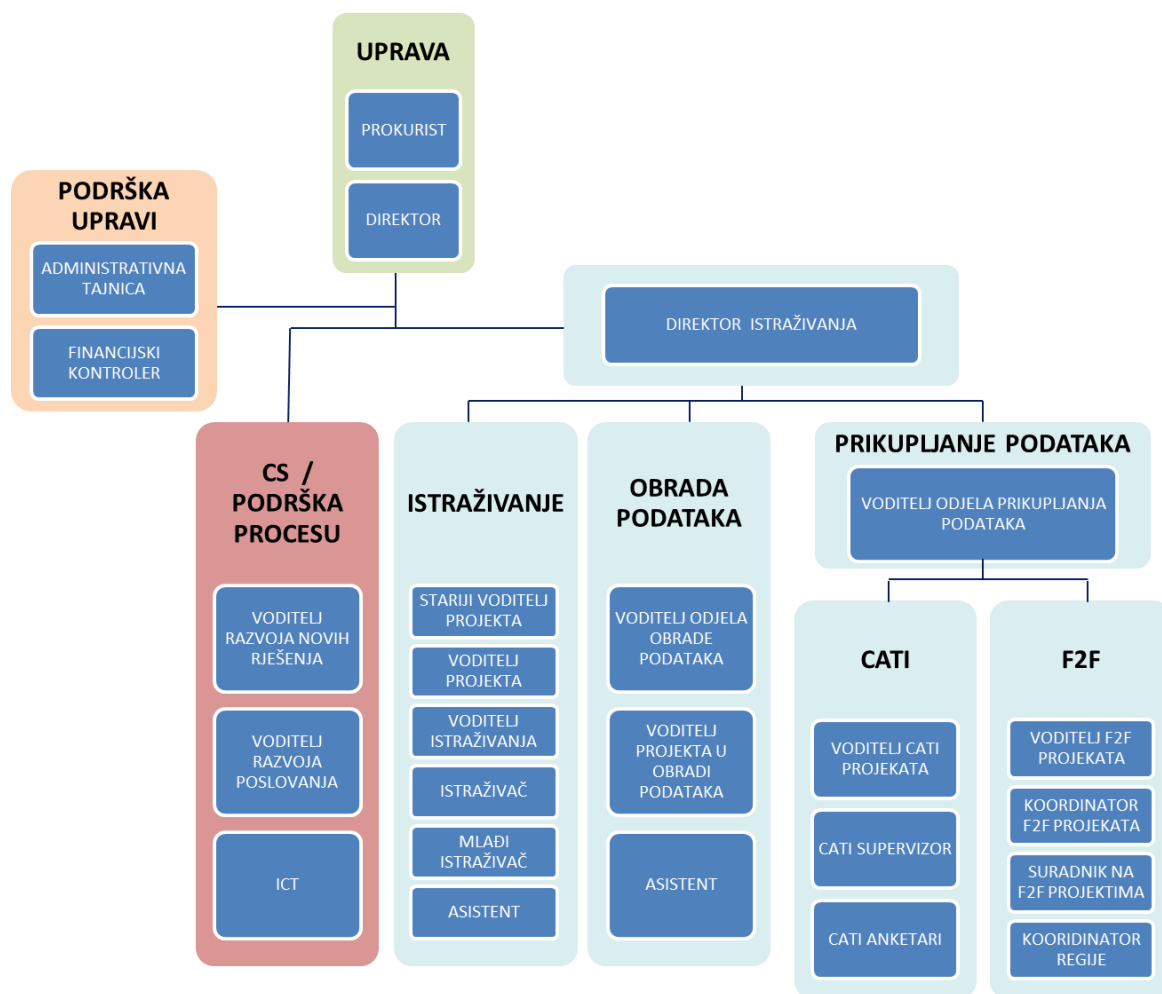 UPRAVA
PROKURIST
DIREKTOR
PODRŠKA
UPRAVI
ADMINISTRATIVNA
TAJNICA
FINANCIJSKI
KONTROLER
DIREKTOR ISTRAŽIVANJA
CS /
PODRŠKA
PROCESU
VODITELJ
RAZVOJA NOVIH
RJEŠENJA
VODITELJ
RAZVOJA
POSLOVANJA
ICT
ISTRAŽIVANJE
STARIJI VODITELJ
PROJEKTA
VODITELJ
PROJEKTA
VODITELJ
ISTRAŽIVANJA
ISTRAŽIVAČ
MLAĐI
ISTRAŽIVAČ
ASISTENT
OBRADA
PODATAKA
VODITELJ ODJELA
OBRADE
PODATAKA
VODITELJ
PROJEKTA U
OBRADI
PODATAKA
ASISTENT
PRIKUPLJANJE PODATAKA
VODITELJ ODJELA PRIKUPLJANJA
PODATAKA
CATI
VODITELJ CATI
PROJEKATA
CATI SUPERVIZOR
CATI ANKETARI
F2F
VODITELJ F2F
PROJEKATA
KOORDINATOR
F2F PROJEKATA
SURADNIK NA
F2F PROJEKTIMA
KOORIDINATOR
REGIJE